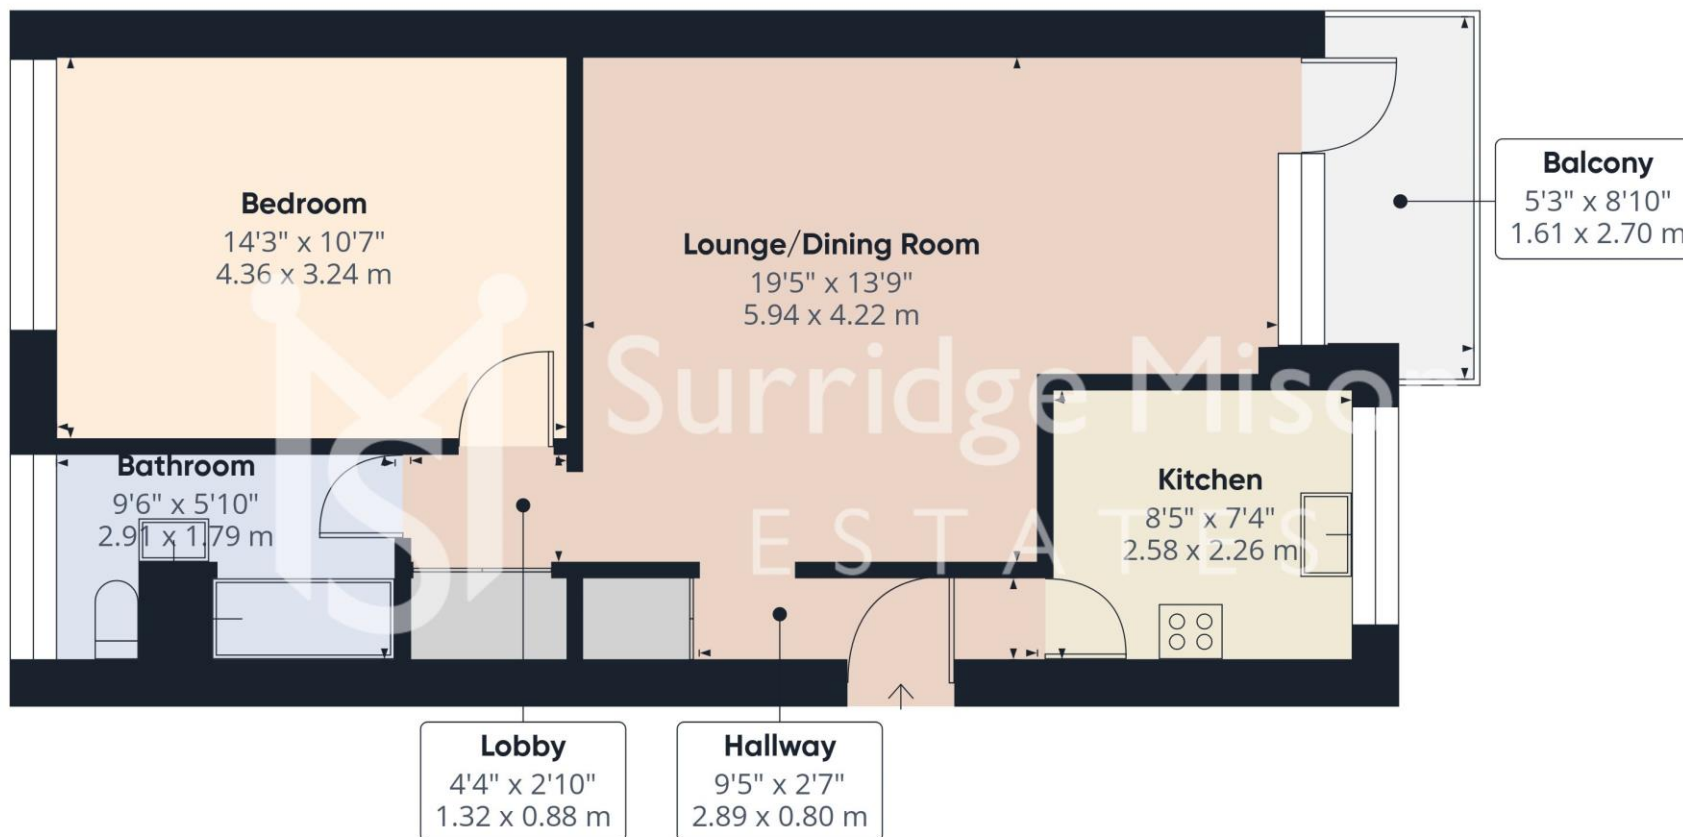 Bedroom
14'3" x 10'7"
4.36 x 3.24 m
Lounge/Dining Room
19'5" x 13'9"
5.94 x 4.22 m
Balcony
5'3" x 8'10"
1.61 x 2.70 m
Surridge Mison
ESTATES
Bathroom
9'6" x 5'10"
2.91 x 1.79 m
Kitchen
8'5" x 7'4"
2.58 x 2.26 m
Lobby
4'4" x 2'10"
1.32 x 0.88 m
Hallway
9'5" x 2'7"
2.89 x 0.80 m